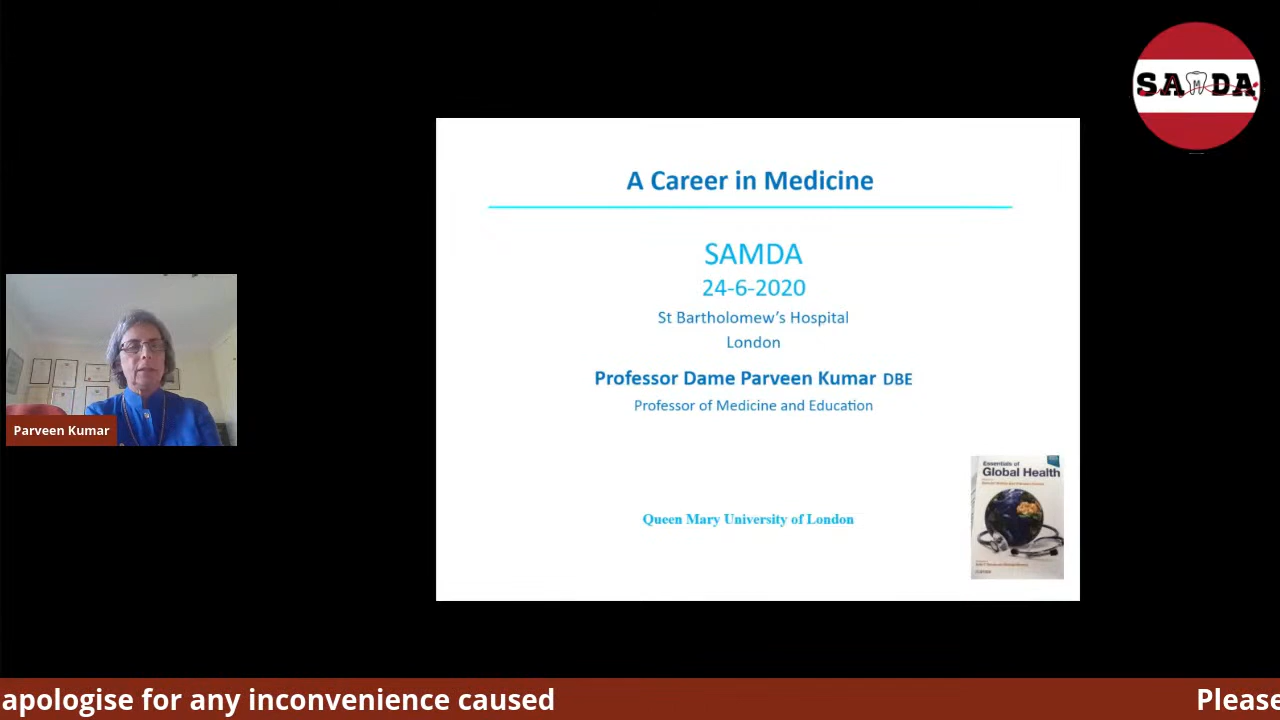 SAMDA
M
A Career in Medicine
SAMDA
24-6-2020
St Bartholomew's Hospital
London
Professor Dame Parveen Kumar DBE
Professor of Medicine and Education
Parveen Kumar
Essentials of
Global Health
Queen Mary University of London
apologise for any inconvenience caused
Please